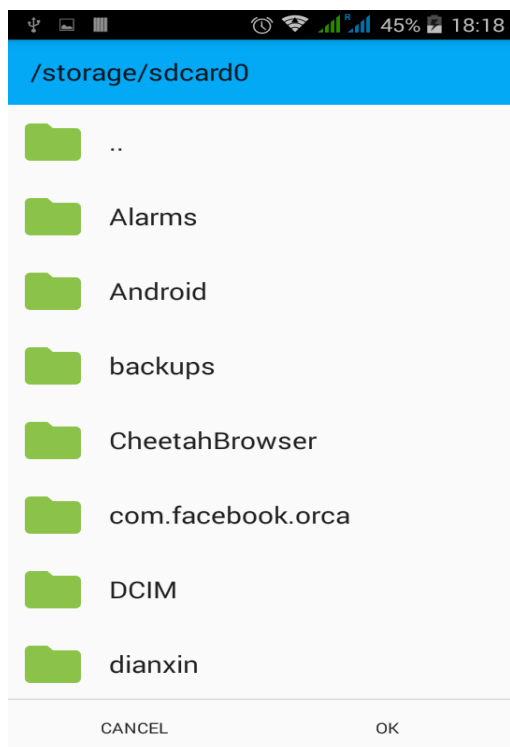 R 45% 18:18
/storage/sdcard0
..
Alarms
Android
backups
CheetahBrowser
com.facebook.orca
DCIM
dianxin
CANCEL OK